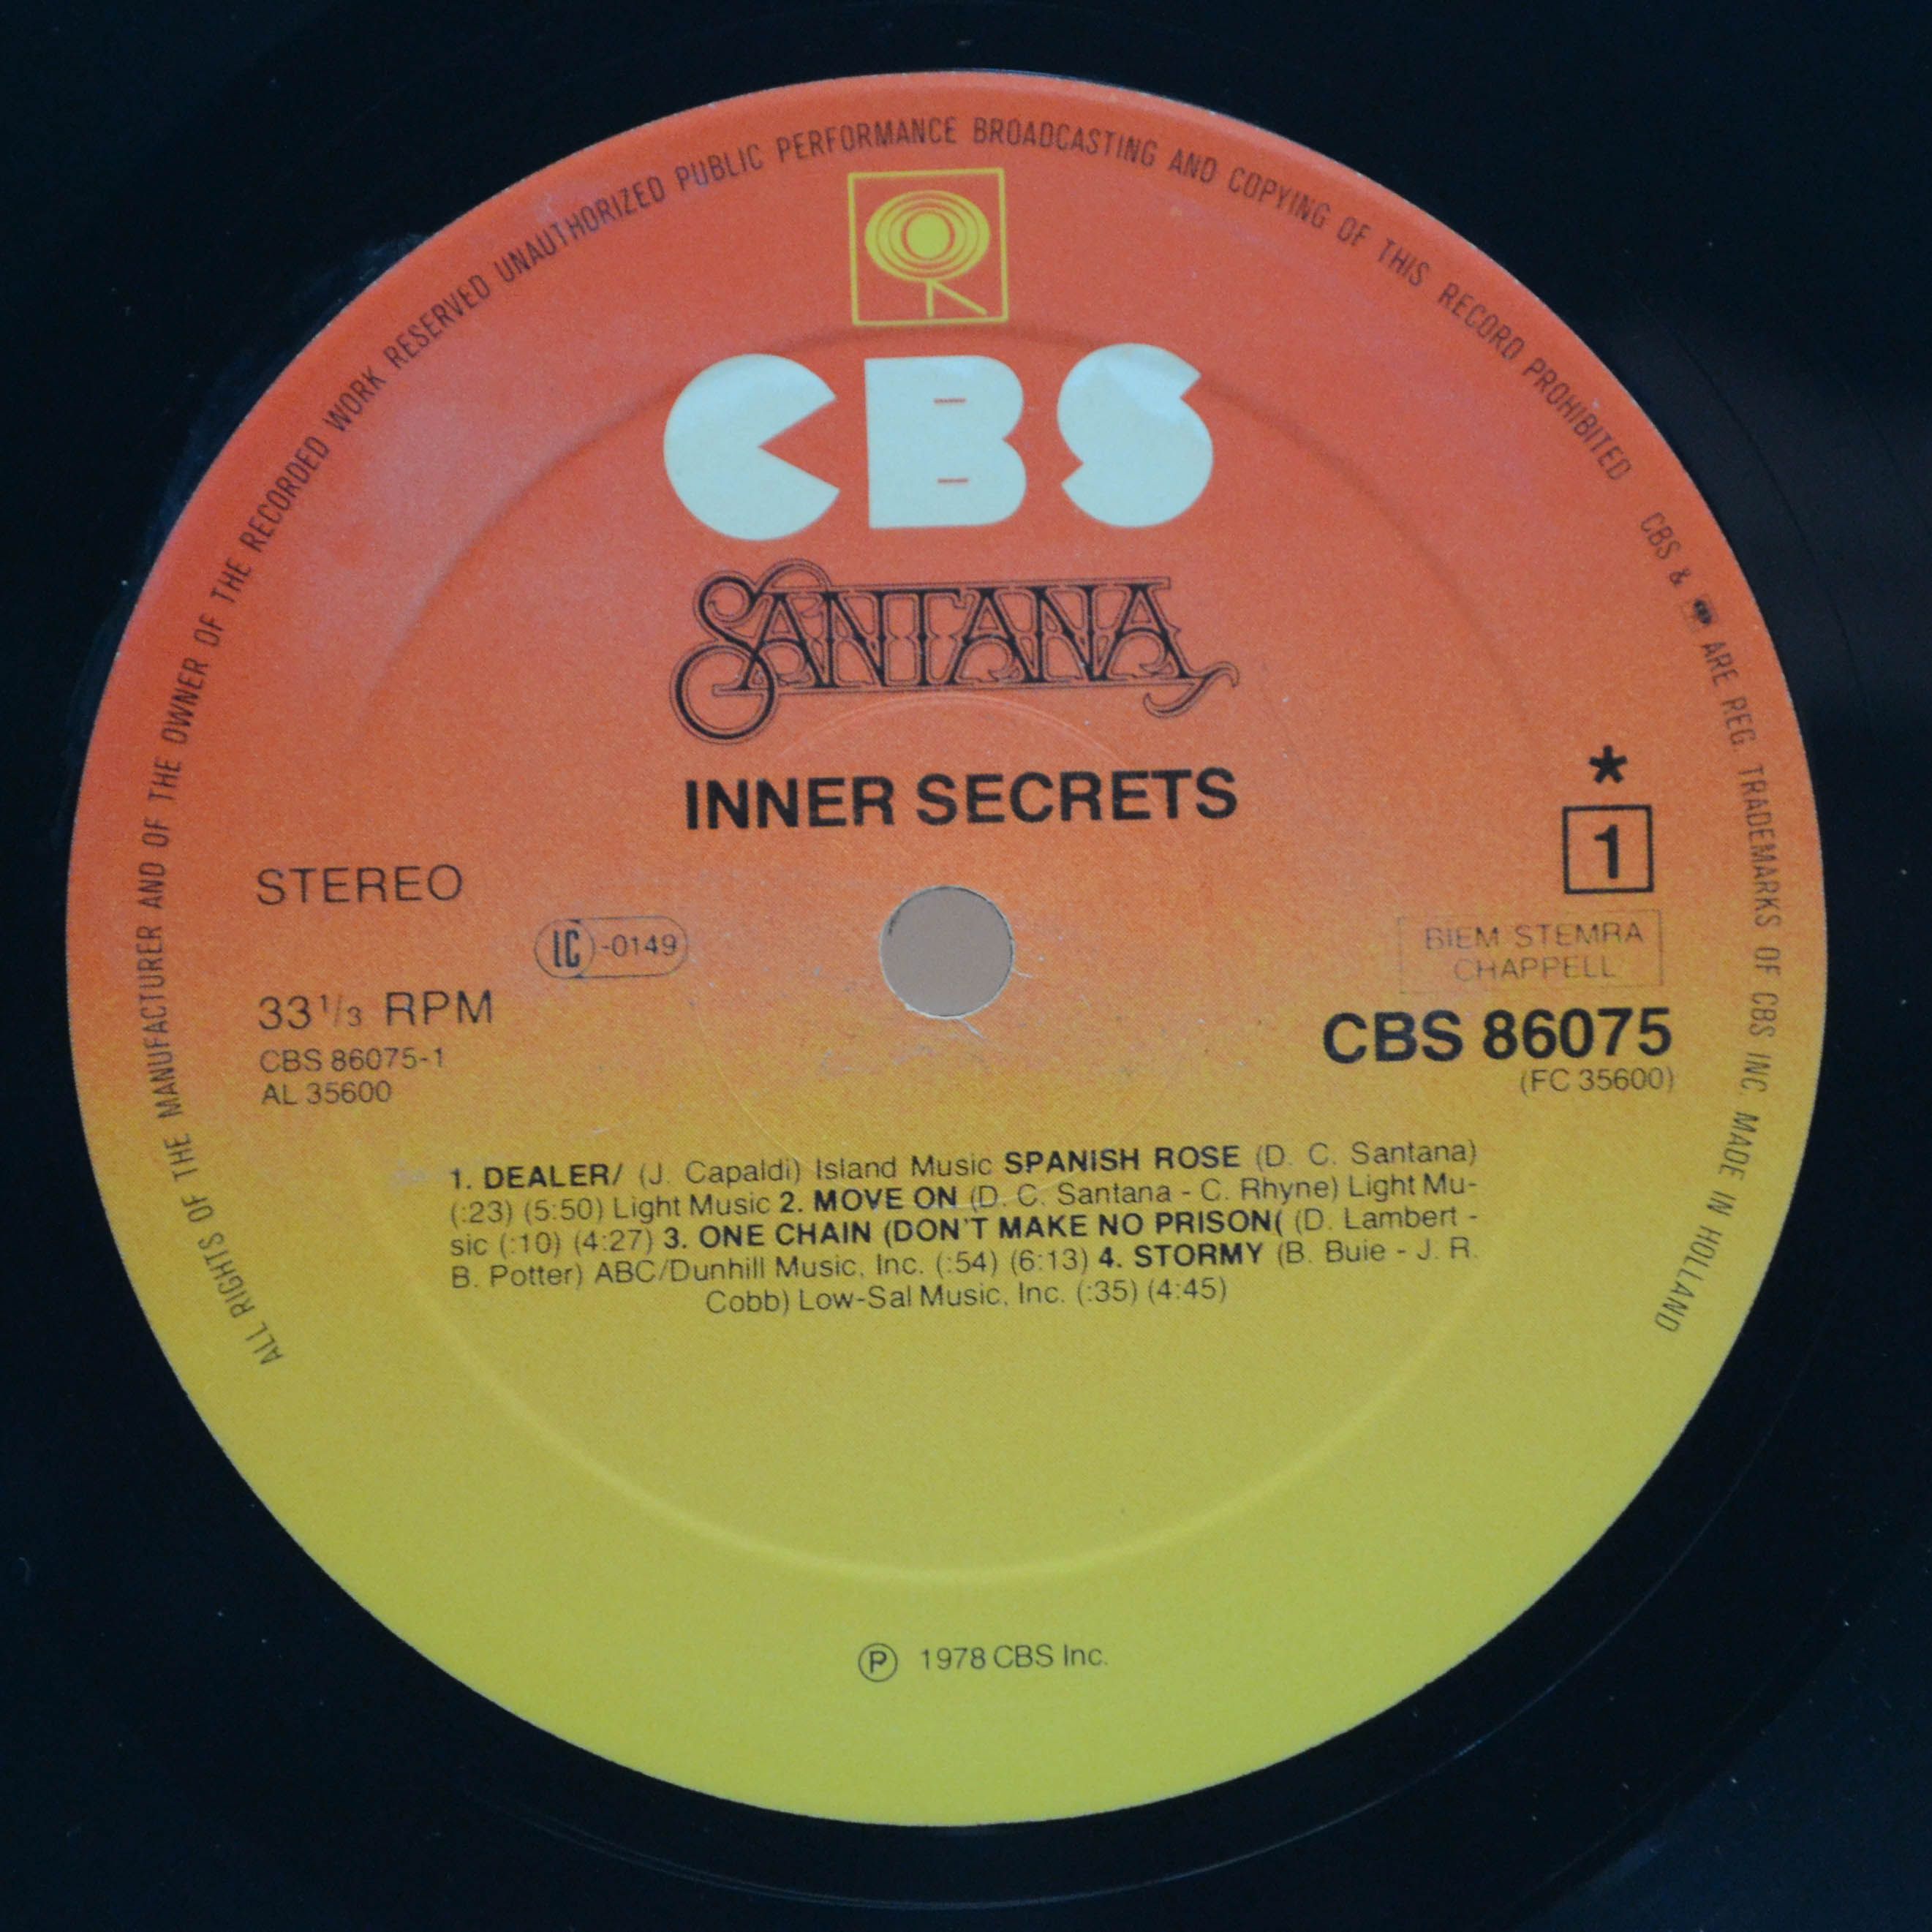 ALL RIGHTS OF THE MANUFACTURER AND OF THE OWNER OF THE RECORDED WORK RESERVED UNAUTHORIZED PUBLIC PERFORMANCE BROADCASTING AND COPYING OF THIS RECORD PROHIBITED
CBS & ARE REG. TRADEMARKS OF CBS INC. MADE IN HOLLAND
CBS
SANTANA
INNER SECRETS
*
1
STEREO
LC -0149
BIEM STEMRA
CHAPPELL
33 1/3 RPM
CBS 86075-1
AL 35600
CBS 86075
(FC 35600)
1. DEALER/ (J. Capaldi) Island Music SPANISH ROSE (D. C. Santana)
(:23) (5:50) Light Music 2. MOVE ON (D. C. Santana - C. Rhyne) Light Mu-
sic (:10) (4:27) 3. ONE CHAIN (DON'T MAKE NO PRISON( (D. Lambert -
B. Potter) ABC/Dunhill Music, Inc. (:54) (6:13) 4. STORMY (B. Buie - J. R.
Cobb) Low-Sal Music, Inc. (:35) (4:45)
Ⓟ 1978 CBS Inc.